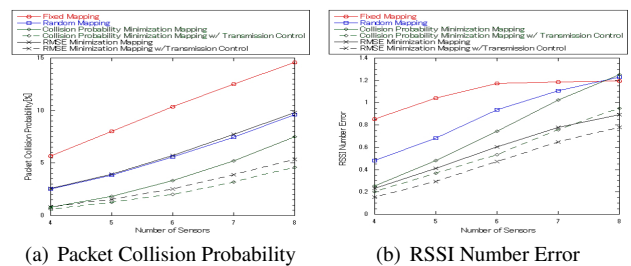 Fixed Mapping
Random Mapping
Collision Probability Minimization Mapping
Collision Probability Minimization Mapping w/ Transmission Control
RMSE Minimization Mapping
RMSE Minimization Mapping w/Transmission Control
15
10
5
0
Packet Collision Probability[%]
4 5 6 7 8
Number of Sensors
(a) Packet Collision Probability
Fixed Mapping
Random Mapping
Collision Probability Minimization Mapping
Collision Probability Minimization Mapping w/ Transmission Control
RMSE Minimization Mapping
RMSE Minimization Mapping w/Transmission Control
1.4
1.2
1
0.8
0.6
0.4
0.2
0
RSSI Number Error
4 5 6 7 8
Number of Sensors
(b) RSSI Number Error